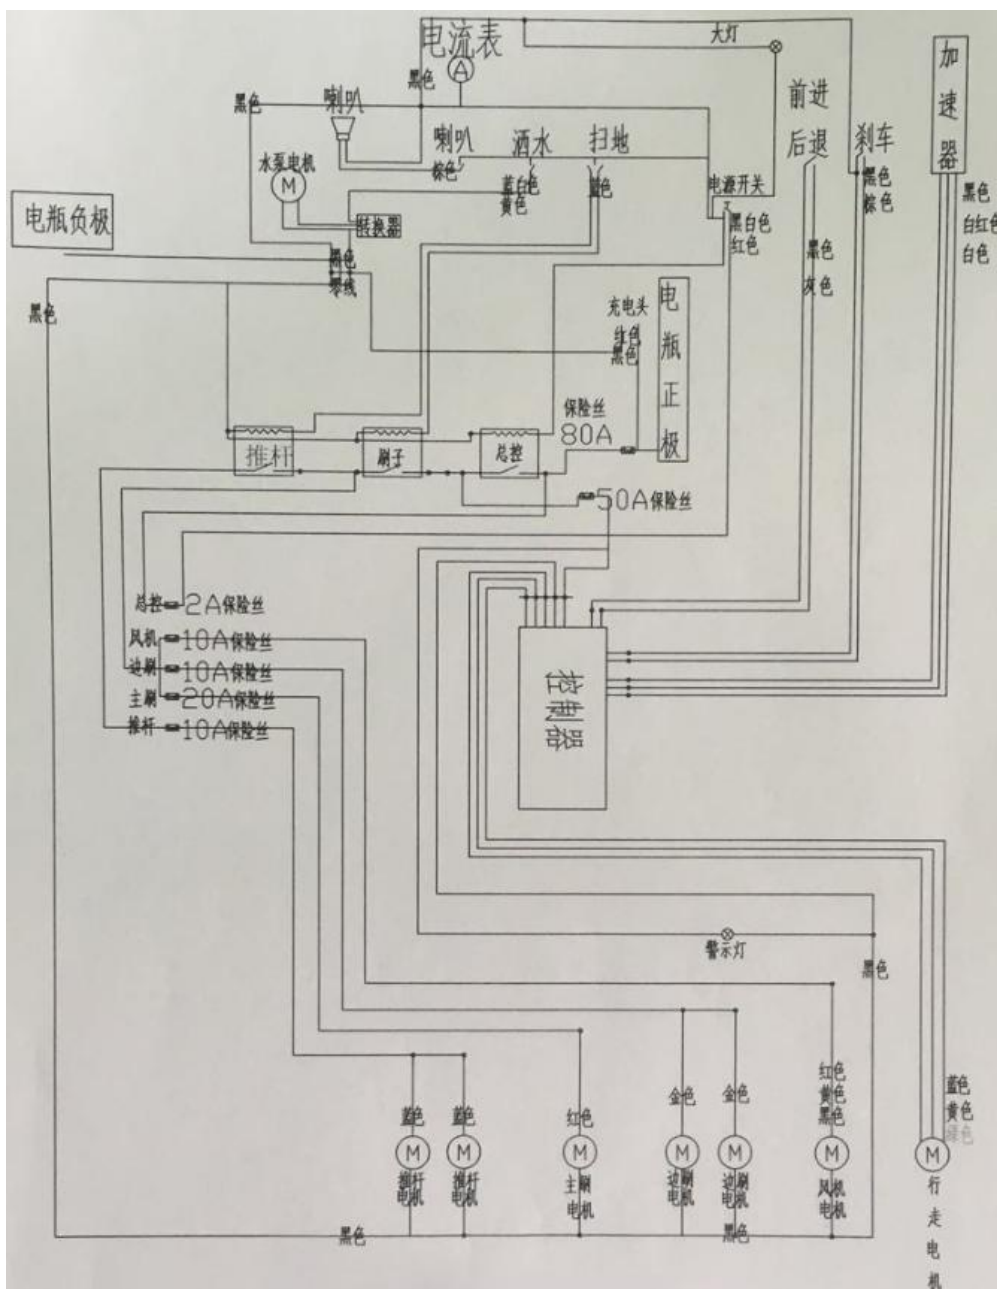 电流表
A
黑色
大灯
加速器
黑色
喇叭
前进
后退
刹车
喇叭
洒水
扫地
水泵电机
M
棕色
蓝白色
黄色
蓝色
电源开关
黑色
棕色
黑色
白红色
白色
电瓶负极
转换器
黑白色
红色
黑色
零线
黑色
灰色
黑色
充电头
红色
黑色
电瓶正极
保险丝
80A
推杆
刷子
总控
50A保险丝
总控
2A保险丝
风机
10A保险丝
边刷
10A保险丝
主刷
20A保险丝
推杆
10A保险丝
控制器
警示灯
黑色
蓝色
蓝色
红色
金色
金色
红色
黄色
黑色
蓝色
黄色
绿色
M
M
M
M
M
M
M
推杆电机
推杆电机
主刷电机
边刷电机
边刷电机
风机电机
行走电机
黑色
黑色